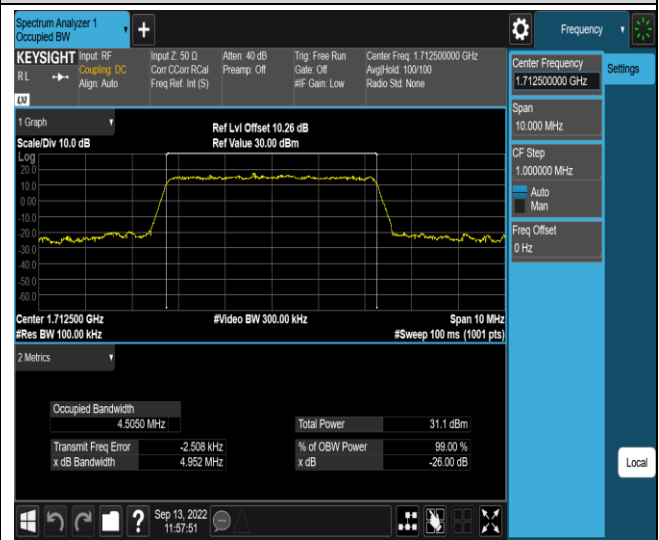 Spectrum Analyzer 1
Occupied BW
+
Frequency
KEYSIGHT
RL
LXI
Input: RF
Coupling: DC
Align: Auto
Input Z: 50 Ω
Corr CCorr RCal
Freq Ref: Int (S)
Atten: 40 dB
Preamp: Off
Trig: Free Run
Gate: Off
#IF Gain: Low
Center Freq: 1.712500000 GHz
Avg|Hold: 100/100
Radio Std: None
Center Frequency
1.712500000 GHz
Settings
Span
10.000 MHz
CF Step
1.000000 MHz
Auto
Man
Freq Offset
0 Hz
1 Graph
Scale/Div 10.0 dB
Ref Lvl Offset 10.26 dB
Ref Value 30.00 dBm
Log
20.0
10.0
0.00
-10.0
-20.0
-30.0
-40.0
-50.0
-60.0
Center 1.712500 GHz
#Video BW 300.00 kHz
Span 10 MHz
#Res BW 100.00 kHz
#Sweep 100 ms (1001 pts)
2 Metrics
Occupied Bandwidth
4.5050 MHz
Total Power 31.1 dBm
Transmit Freq Error -2.508 kHz
% of OBW Power 99.00 %
x dB Bandwidth 4.952 MHz
x dB -26.00 dB
Local
?
Sep 13, 2022
11:57:51